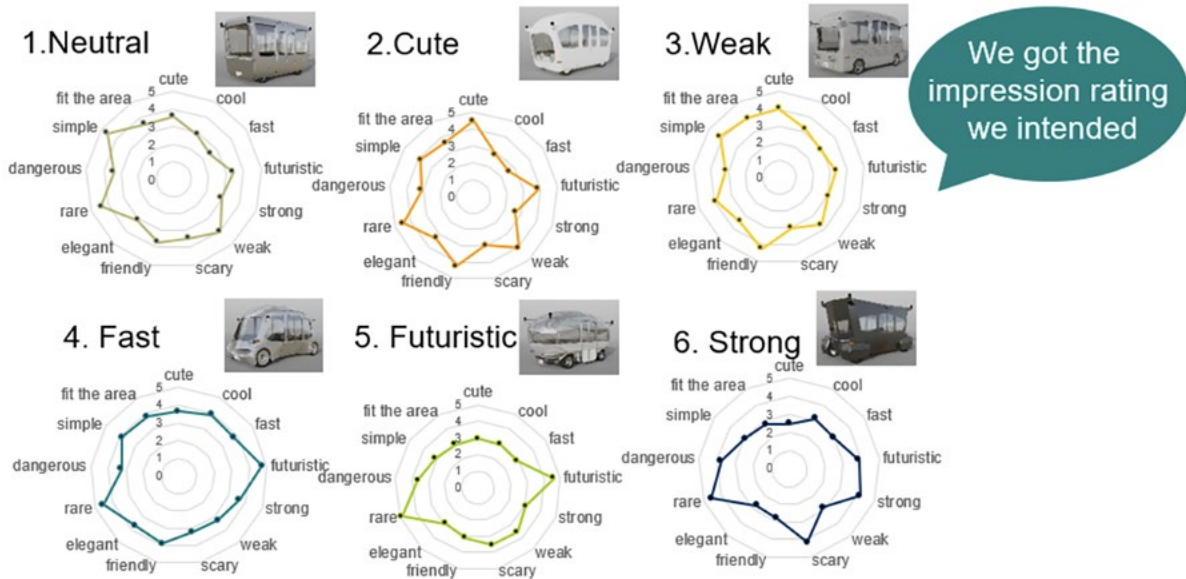 1.Neutral
cute
fit the area
cool
simple
fast
dangerous
futuristic
rare
strong
elegant
weak
friendly
scary
5
4
3
2
1
0
2.Cute
cute
fit the area
cool
simple
fast
dangerous
futuristic
rare
strong
elegant
weak
friendly
scary
5
4
3
2
1
0
3.Weak
cute
fit the area
cool
simple
fast
dangerous
futuristic
rare
strong
elegant
weak
friendly
scary
5
4
3
2
1
0
We got the
impression rating
we intended
4. Fast
cute
fit the area
cool
simple
fast
dangerous
futuristic
rare
strong
elegant
weak
friendly
scary
5
4
3
2
1
0
5. Futuristic
cute
fit the area
cool
simple
fast
dangerous
futuristic
rare
strong
elegant
weak
friendly
scary
5
4
3
2
1
0
6. Strong
cute
fit the area
cool
simple
fast
dangerous
futuristic
rare
strong
elegant
weak
friendly
scary
5
4
3
2
1
0